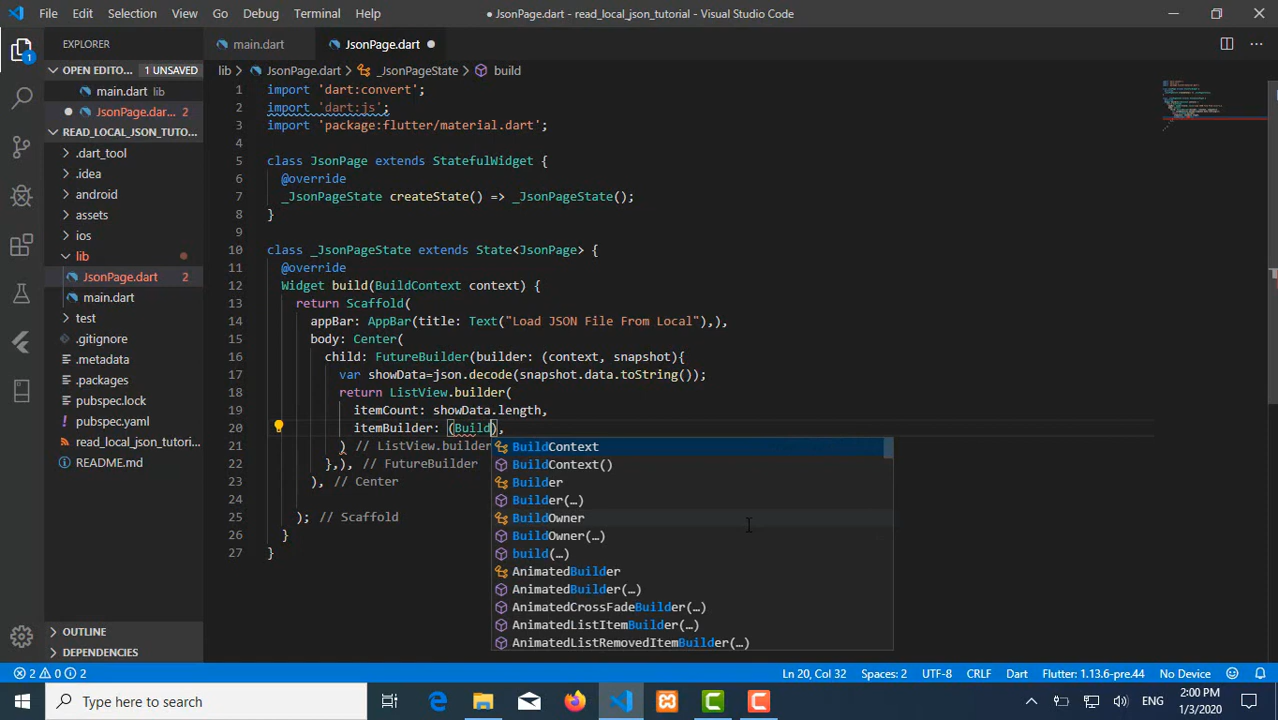 File Edit Selection View Go Debug Terminal Help
● JsonPage.dart - read_local_json_tutorial - Visual Studio Code
EXPLORER
main.dart
JsonPage.dart ●
OPEN EDITO... 1 UNSAVED
lib > JsonPage.dart > _JsonPageState > build
main.dart lib
● JsonPage.dar... 2
READ_LOCAL_JSON_TUTO...
.dart_tool
.idea
android
assets
ios
lib
JsonPage.dart 2
main.dart
test
.gitignore
.metadata
.packages
pubspec.lock
pubspec.yaml
read_local_json_tutorial...
README.md
OUTLINE
DEPENDENCIES
1
1 import 'dart:convert';
2 import 'dart:js';
3 import 'package:flutter/material.dart';
4
5 class JsonPage extends StatefulWidget {
6 @override
7 _JsonPageState createState() => _JsonPageState();
8 }
9
10 class _JsonPageState extends State<JsonPage> {
11 @override
12 Widget build(BuildContext context) {
13 return Scaffold(
14 appBar: AppBar(title: Text("Load JSON File From Local"),),
15 body: Center(
16 child: FutureBuilder(builder: (context, snapshot){
17 var showData=json.decode(snapshot.data.toString());
18 return ListView.builder(
19 itemCount: showData.length,
20 itemBuilder: (Build),
21 ) // ListView.builder
22 },), // FutureBuilder
23 ), // Center
24
25 ); // Scaffold
26 }
27 }
BuildContext
BuildContext()
Builder
Builder(…)
BuildOwner
BuildOwner(…)
build(…)
AnimatedBuilder
AnimatedBuilder(…)
AnimatedCrossFadeBuilder(…)
AnimatedListItemBuilder(…)
AnimatedListRemovedItemBuilder(…)
2 0 2 Ln 20, Col 32 Spaces: 2 UTF-8 CRLF Dart Flutter: 1.13.6-pre.44 No Device
Type here to search
ENG
2:00 PM
1/3/2020